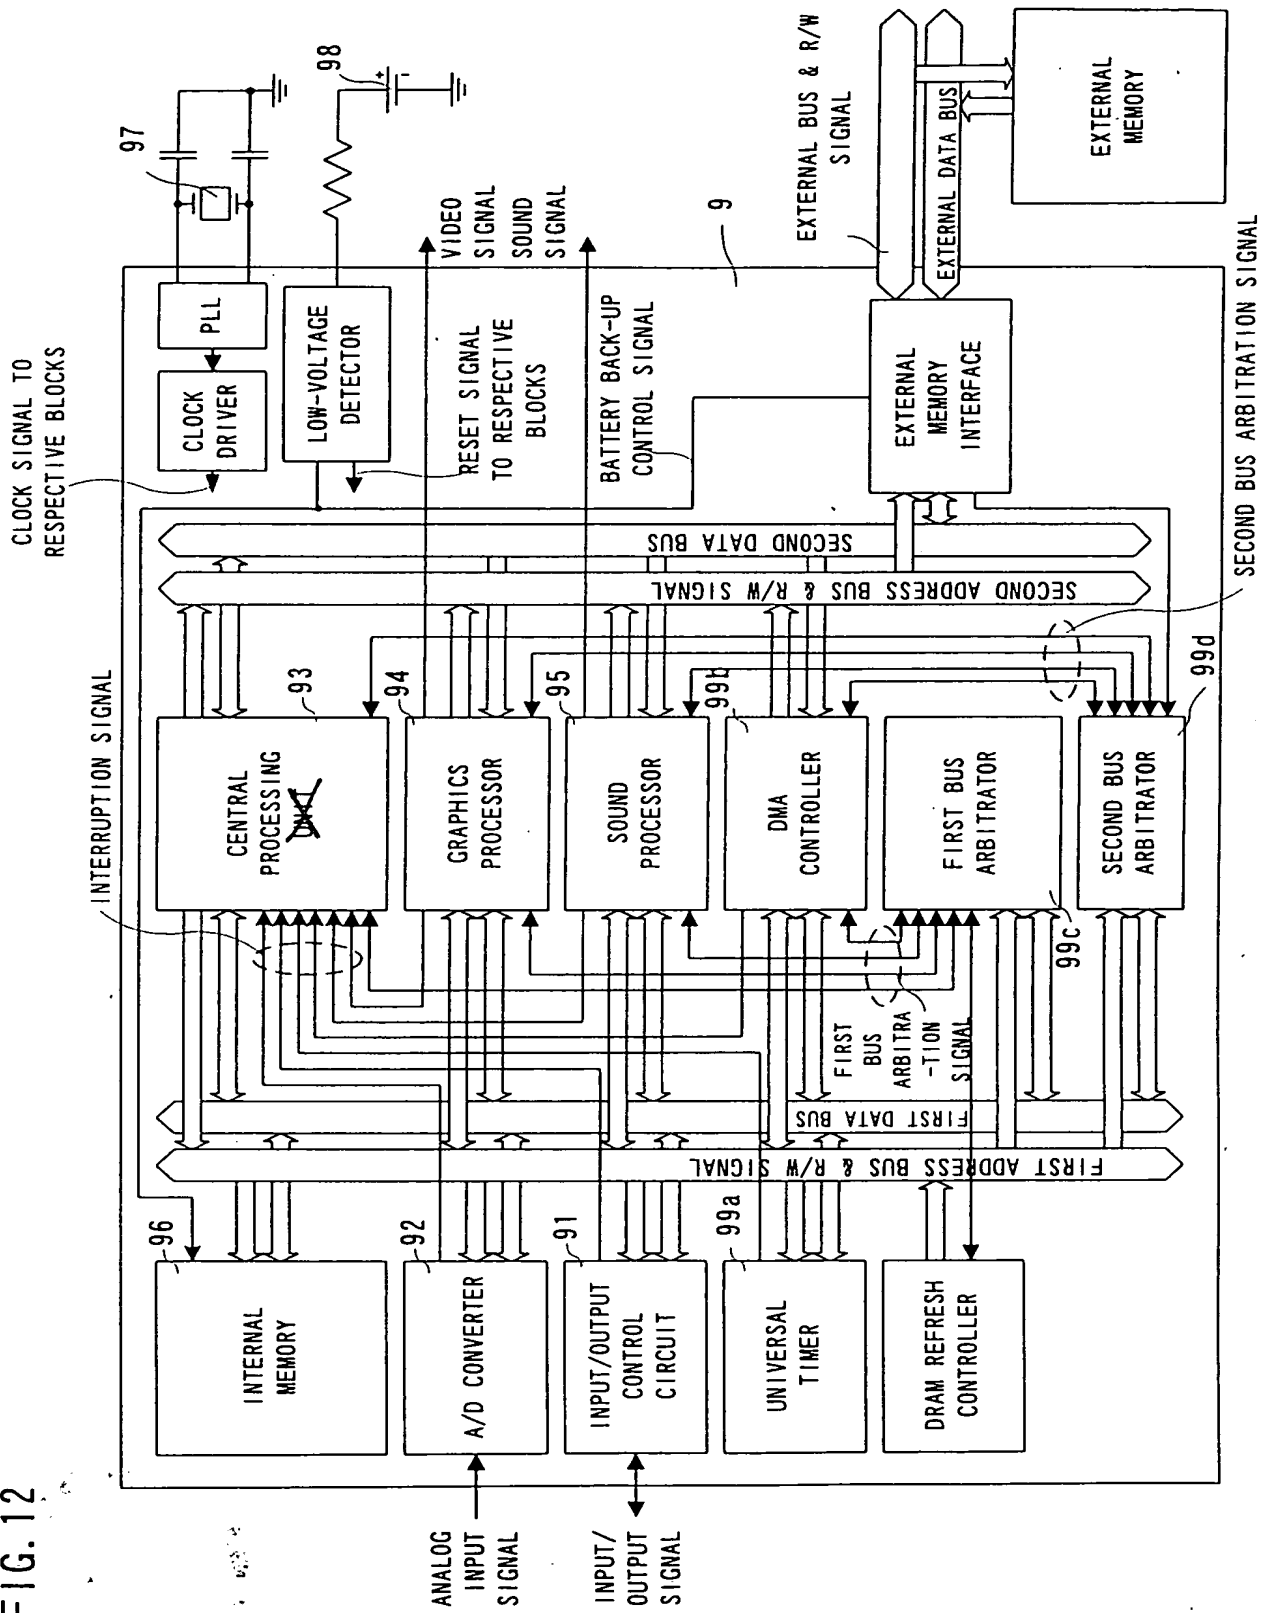 FIG. 12
CLOCK SIGNAL TO
RESPECTIVE BLOCKS
INTERRUPTION SIGNAL
97
98
PLL
CLOCK
DRIVER
LOW-VOLTAGE
DETECTOR
VIDEO
SIGNAL
SOUND
SIGNAL
RESET SIGNAL
TO RESPECTIVE
BLOCKS
BATTERY BACK-UP
CONTROL SIGNAL
9
EXTERNAL BUS & R/W
SIGNAL
EXTERNAL DATA BUS
EXTERNAL
MEMORY
EXTERNAL
MEMORY
INTERFACE
SECOND BUS ARBITRATION SIGNAL
SECOND DATA BUS
SECOND ADDRESS BUS & R/W SIGNAL
93
CENTRAL
PROCESSING
UNIT
94
GRAPHICS
PROCESSOR
95
SOUND
PROCESSOR
99b
DMA
CONTROLLER
FIRST BUS
ARBITRATOR
99c
SECOND BUS
ARBITRATOR
99d
FIRST
BUS
ARBITRA
-TION
SIGNAL
FIRST DATA BUS
FIRST ADDRESS BUS & R/W SIGNAL
96
INTERNAL
MEMORY
92
A/D CONVERTER
91
INPUT/OUTPUT
CONTROL
CIRCUIT
99a
UNIVERSAL
TIMER
DRAM REFRESH
CONTROLLER
ANALOG
INPUT
SIGNAL
INPUT/
OUTPUT
SIGNAL